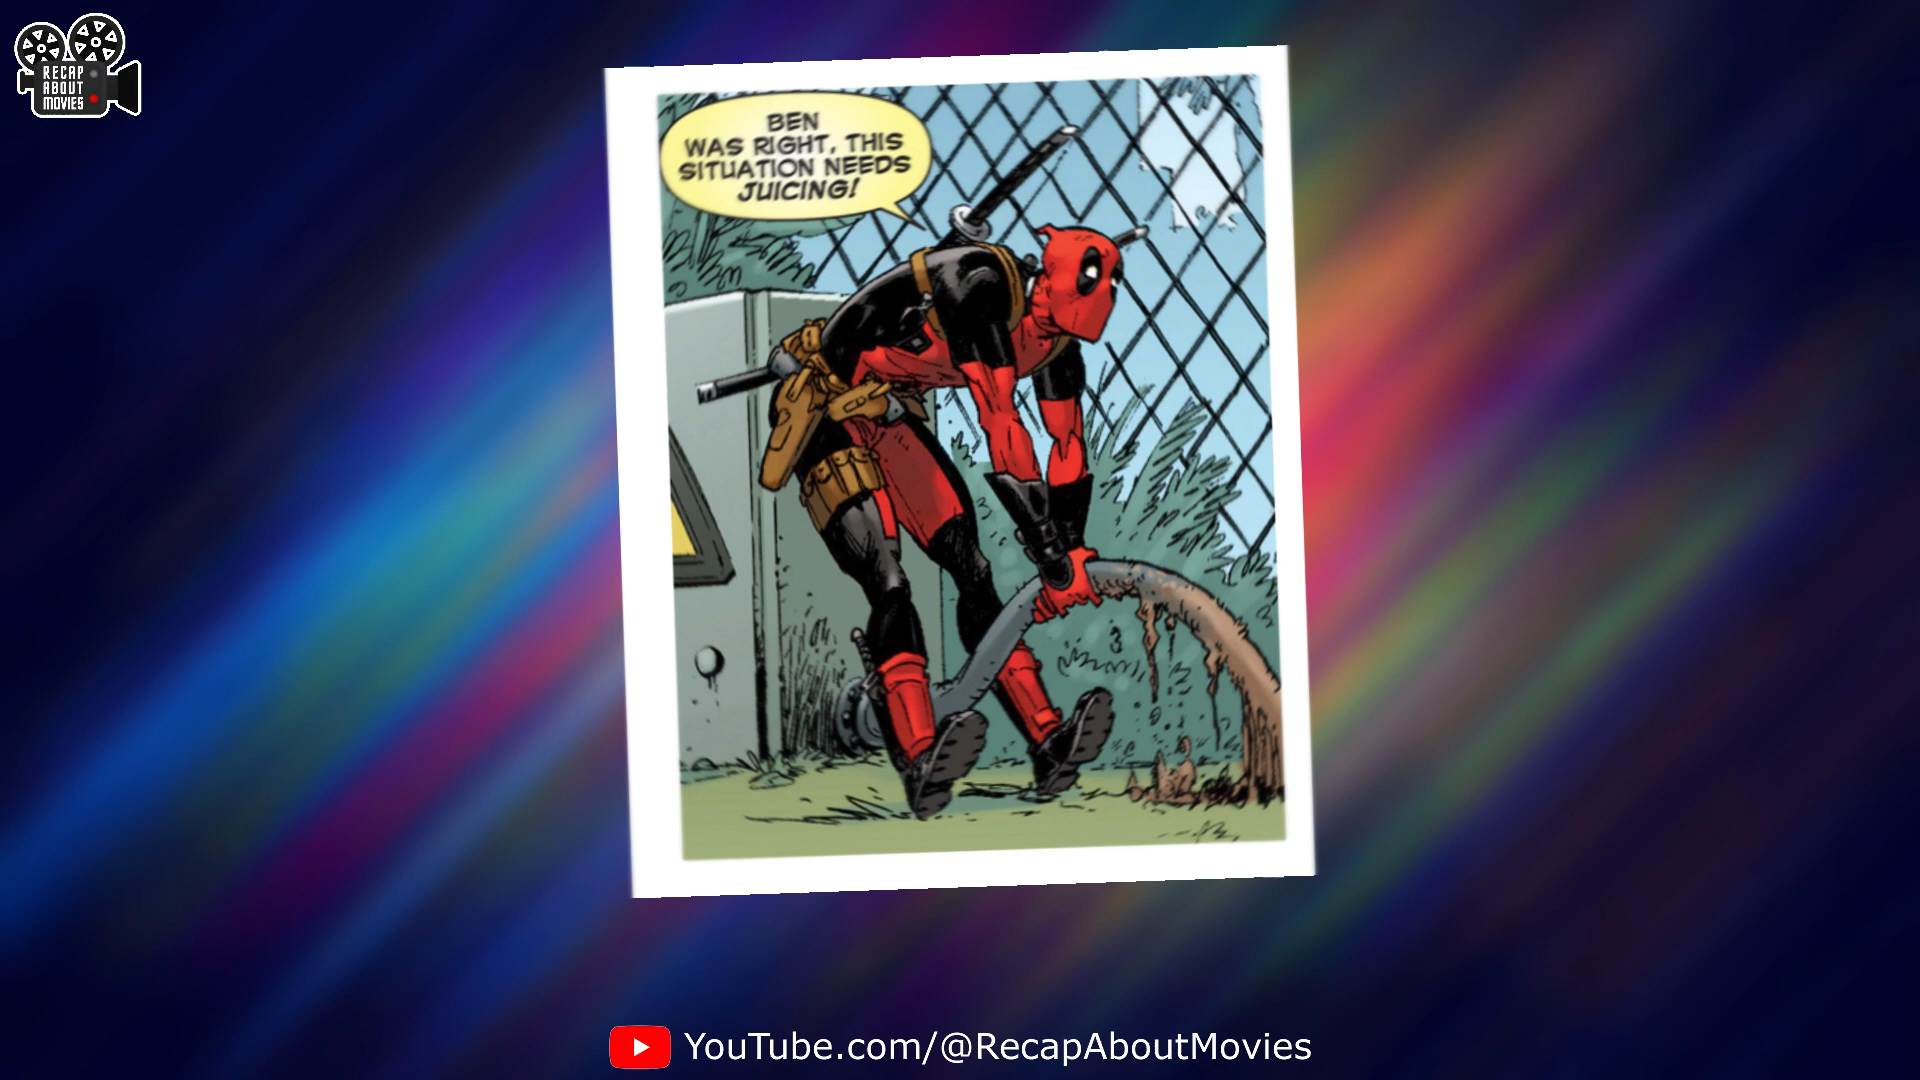 RECAP
ABOUT
MOVIES
BEN
WAS RIGHT, THIS
SITUATION NEEDS
JUICING!
YouTube.com/@RecapAboutMovies